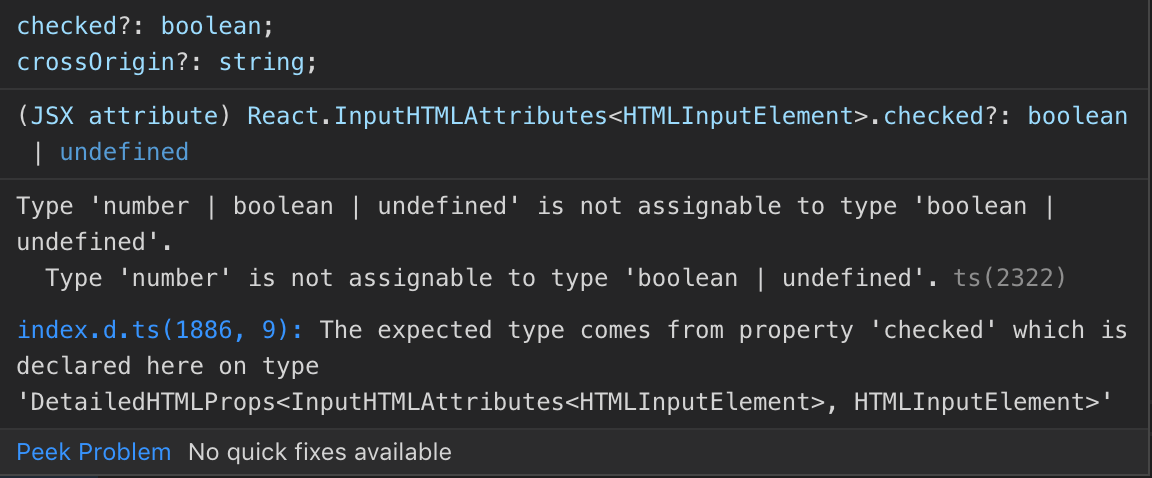 checked?: boolean;
crossOrigin?: string;
(JSX attribute) React.InputHTMLAttributes<HTMLInputElement>.checked?: boolean
| undefined
Type 'number | boolean | undefined' is not assignable to type 'boolean |
undefined'.
Type 'number' is not assignable to type 'boolean | undefined'. ts(2322)
index.d.ts(1886, 9): The expected type comes from property 'checked' which is
declared here on type
'DetailedHTMLProps<InputHTMLAttributes<HTMLInputElement>, HTMLInputElement>'
Peek Problem No quick fixes available